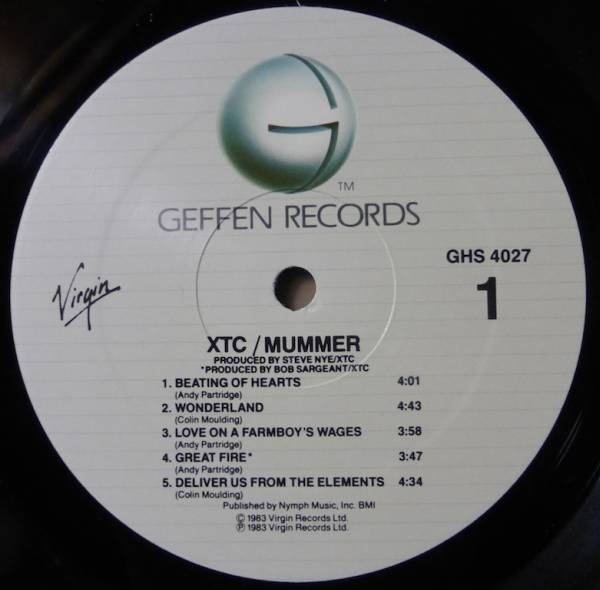 TM
GEFFEN RECORDS
GHS 4027
Virgin
1
XTC / MUMMER
PRODUCED BY STEVE NYE/XTC
*PRODUCED BY BOB SARGEANT/XTC
1. BEATING OF HEARTS 4:01
(Andy Partridge)
2. WONDERLAND 4:43
(Colin Moulding)
3. LOVE ON A FARMBOY'S WAGES 3:58
(Andy Partridge)
4. GREAT FIRE* 3:47
(Andy Partridge)
5. DELIVER US FROM THE ELEMENTS 4:34
(Colin Moulding)
Published by Nymph Music, Inc. BMI
© 1983 Virgin Records Ltd.
℗ 1983 Virgin Records Ltd.